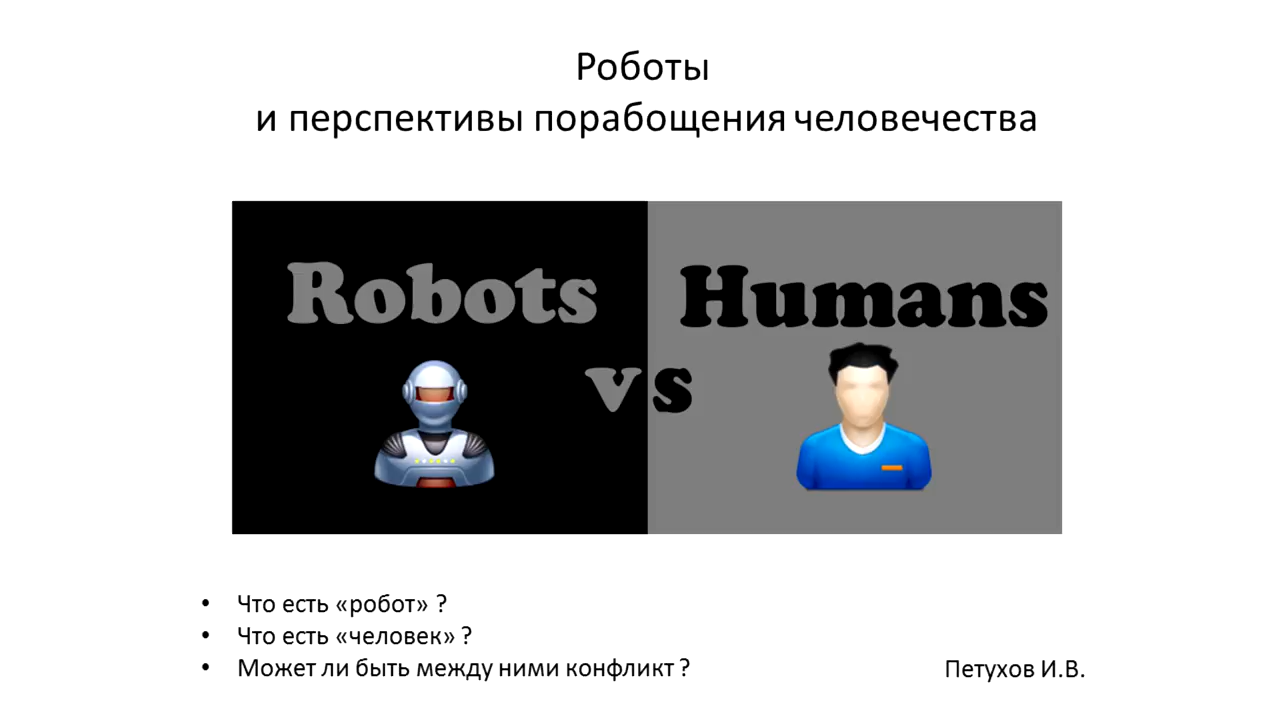 Роботы
и перспективы порабощения человечества
Robots
Humans
vs
• Что есть «робот» ?
• Что есть «человек» ?
• Может ли быть между ними конфликт ?
Петухов И.В.